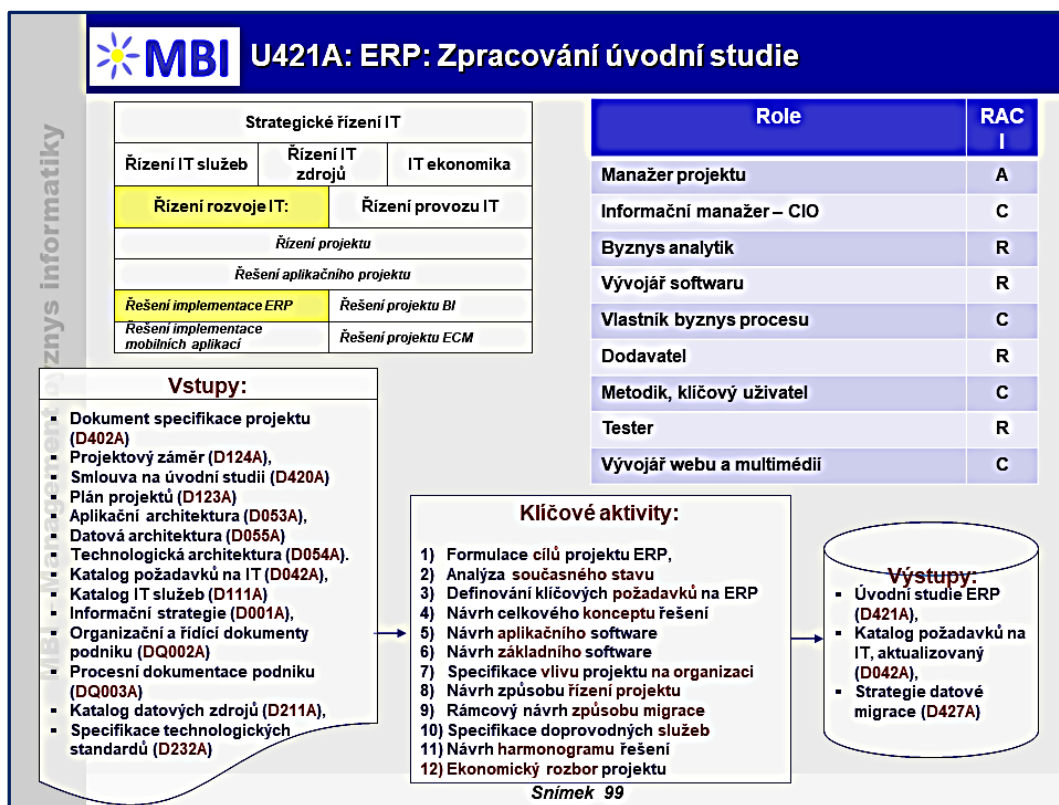 MBI
U421A: ERP: Zpracování úvodní studie
MBI - Management byznys informatiky
Strategické řízení IT
Řízení IT služeb
Řízení IT
zdrojů
IT ekonomika
Řízení rozvoje IT:
Řízení provozu IT
Řízení projektu
Řešení aplikačního projektu
Řešení implementace ERP
Řešení projektu BI
Řešení implementace
mobilních aplikací
Řešení projektu ECM
Role RAC
I
Manažer projektu A
Informační manažer – CIO C
Byznys analytik R
Vývojář softwaru R
Vlastník byznys procesu C
Dodavatel R
Metodik, klíčový uživatel C
Tester R
Vývojář webu a multimédií C
Vstupy:
▪ Dokument specifikace projektu
(D402A)
▪ Projektový záměr (D124A),
▪ Smlouva na úvodní studii (D420A)
▪ Plán projektů (D123A)
▪ Aplikační architektura (D053A),
▪ Datová architektura (D055A)
▪ Technologická architektura (D054A).
▪ Katalog požadavků na IT (D042A),
▪ Katalog IT služeb (D111A)
▪ Informační strategie (D001A),
▪ Organizační a řídící dokumenty
podniku (DQ002A)
▪ Procesní dokumentace podniku
(DQ003A)
▪ Katalog datových zdrojů (D211A),
▪ Specifikace technologických
standardů (D232A)
Klíčové aktivity:
1) Formulace cílů projektu ERP,
2) Analýza současného stavu
3) Definování klíčových požadavků na ERP
4) Návrh celkového konceptu řešení
5) Návrh aplikačního software
6) Návrh základního software
7) Specifikace vlivu projektu na organizaci
8) Návrh způsobu řízení projektu
9) Rámcový návrh způsobu migrace
10) Specifikace doprovodných služeb
11) Návrh harmonogramu řešení
12) Ekonomický rozbor projektu
Výstupy:
▪ Úvodní studie ERP
(D421A),
▪ Katalog požadavků na
IT, aktualizovaný
(D042A),
▪ Strategie datové
migrace (D427A)
Snímek 99